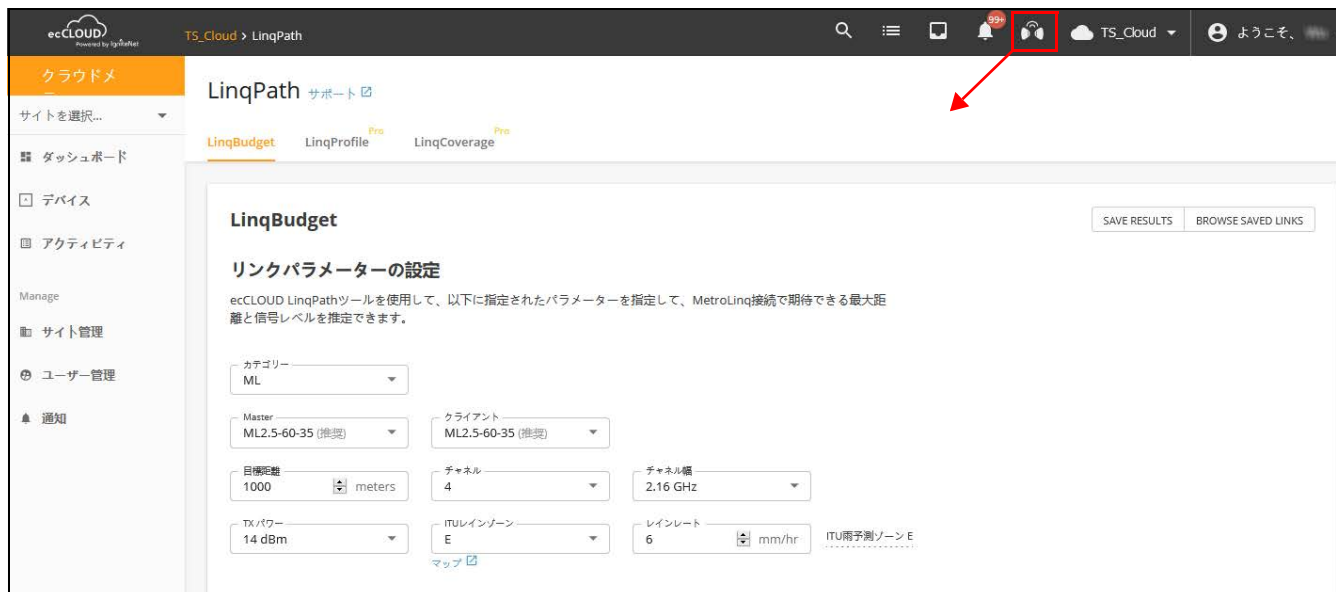 ecCLOUD
Powered by IgniteNet
TS_Cloud > LinqPath
99+
TS_Cloud
ようこそ、
クラウドメ
サイトを選択...
ダッシュボード
デバイス
アクティビティ
Manage
サイト管理
ユーザー管理
通知
LinqPath サポート
LinqBudget
LinqProfile Pro
LinqCoverage Pro
LinqBudget
SAVE RESULTS
BROWSE SAVED LINKS
リンクパラメーターの設定
ecCLOUD LinqPathツールを使用して、以下に指定されたパラメーターを指定して、MetroLinq接続で期待できる最大距
離と信号レベルを推定できます。
カテゴリー
ML
Master
ML2.5-60-35 (推奨)
クライアント
ML2.5-60-35 (推奨)
目標距離
1000 meters
チャネル
4
チャネル幅
2.16 GHz
TX パワー
14 dBm
ITUレインゾーン
E
マップ
レインレート
6 mm/hr
ITU雨予測ゾーン E